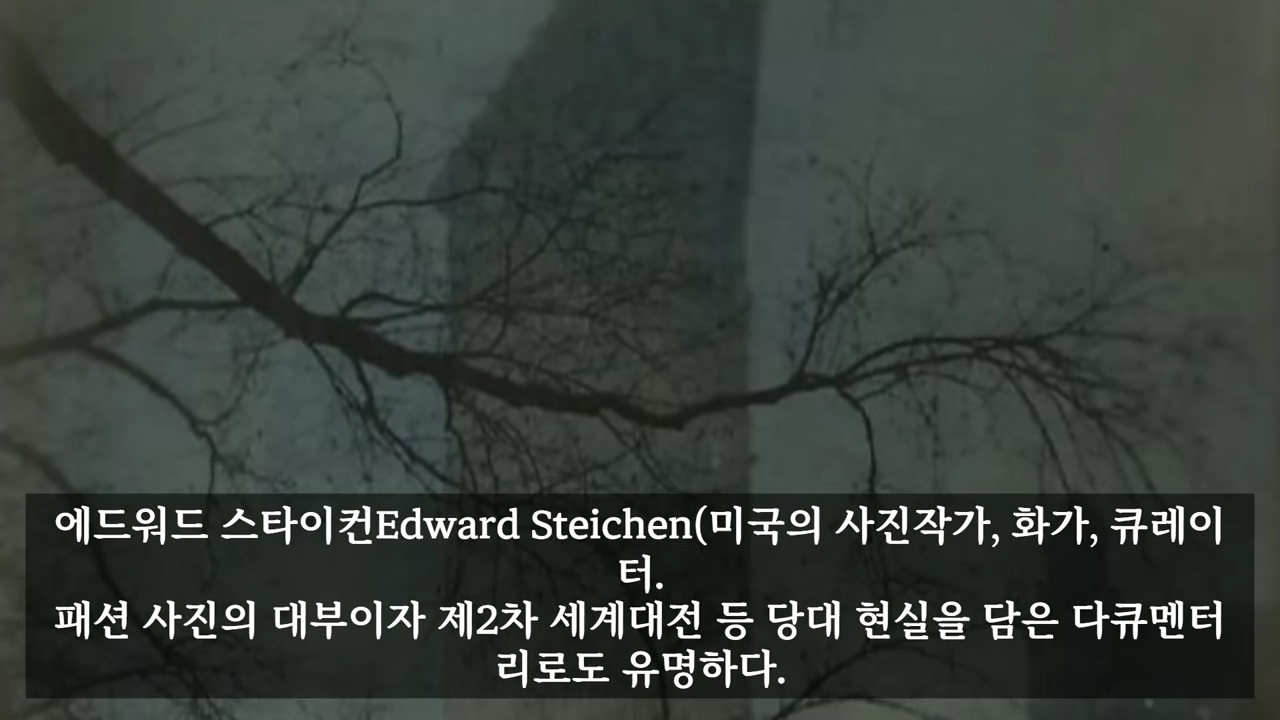 에드워드 스타이컨Edward Steichen(미국의 사진작가, 화가, 큐레이
터.
패션 사진의 대부이자 제2차 세계대전 등 당대 현실을 담은 다큐멘터
리로도 유명하다.